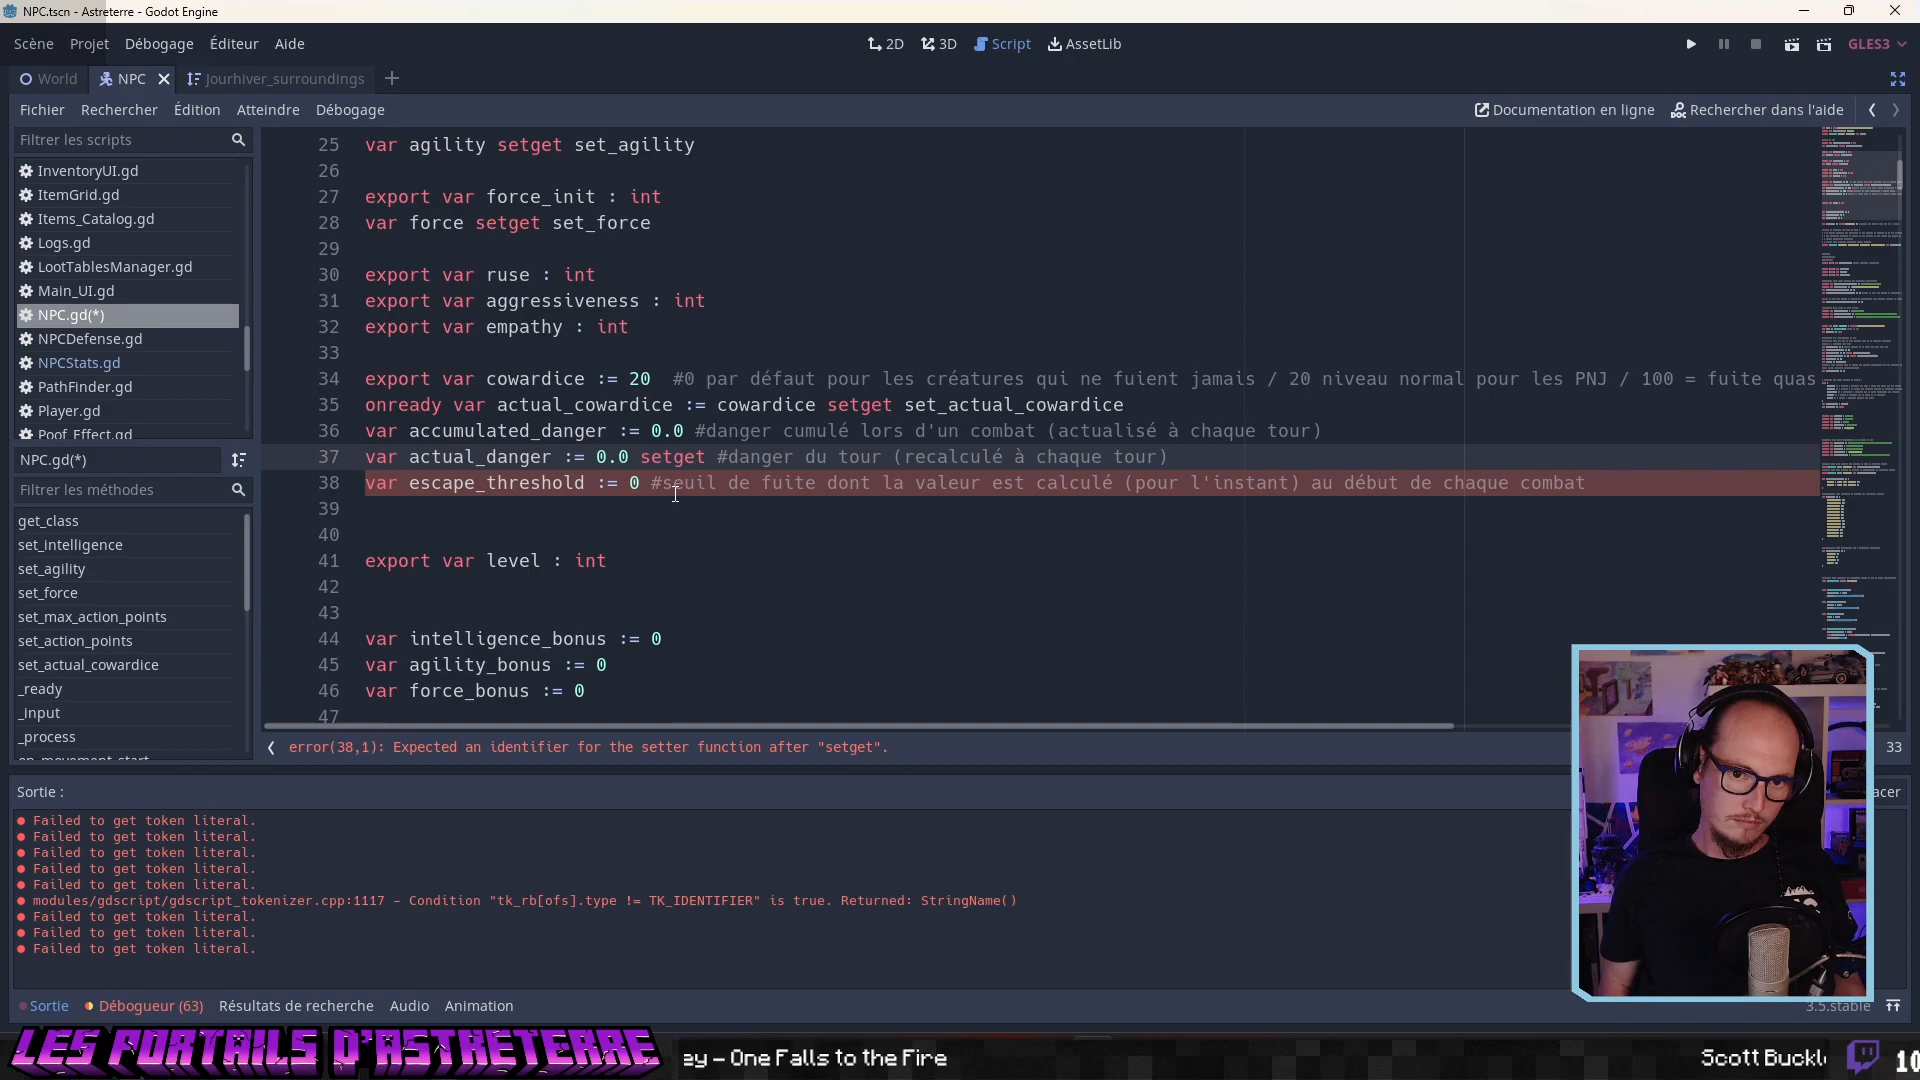 NPC.tscn - Astreterre - Godot Engine
Scène Projet Débogage Éditeur Aide
2D 3D Script AssetLib
GLES3
World NPC Jourhiver_surroundings
Fichier Rechercher Édition Atteindre Débogage
Documentation en ligne Rechercher dans l'aide
Filtrer les scripts
InventoryUI.gd
ItemGrid.gd
Items_Catalog.gd
Logs.gd
LootTablesManager.gd
Main_UI.gd
NPC.gd(*)
NPCDefense.gd
NPCStats.gd
PathFinder.gd
Player.gd
Poof_Effect.gd
NPC.gd(*)
Filtrer les méthodes
get_class
set_intelligence
set_agility
set_force
set_max_action_points
set_action_points
set_actual_cowardice
_ready
_input
_process
on_movement_start
25 var agility setget set_agility
26
27 export var force_init : int
28 var force setget set_force
29
30 export var ruse : int
31 export var aggressiveness : int
32 export var empathy : int
33
34 export var cowardice := 20 #0 par défaut pour les créatures qui ne fuient jamais / 20 niveau normal pour les PNJ / 100 = fuite quas
35 onready var actual_cowardice := cowardice setget set_actual_cowardice
36 var accumulated_danger := 0.0 #danger cumulé lors d'un combat (actualisé à chaque tour)
37 var actual_danger := 0.0 setget #danger du tour (recalculé à chaque tour)
38 var escape_threshold := 0 #seuil de fuite dont la valeur est calculé (pour l'instant) au début de chaque combat
39
40
41 export var level : int
42
43
44 var intelligence_bonus := 0
45 var agility_bonus := 0
46 var force_bonus := 0
47
error(38,1): Expected an identifier for the setter function after "setget".
33
Sortie :
acer
Failed to get token literal.
Failed to get token literal.
Failed to get token literal.
Failed to get token literal.
Failed to get token literal.
modules/gdscript/gdscript_tokenizer.cpp:1117 - Condition "tk_rb[ofs].type != TK_IDENTIFIER" is true. Returned: StringName()
Failed to get token literal.
Failed to get token literal.
Failed to get token literal.
Sortie Débogueur (63) Résultats de recherche Audio Animation
3.5.stable
LES PORTAILS D'ASTRETERRE
ey – One Falls to the Fire
Scott Buckl
10